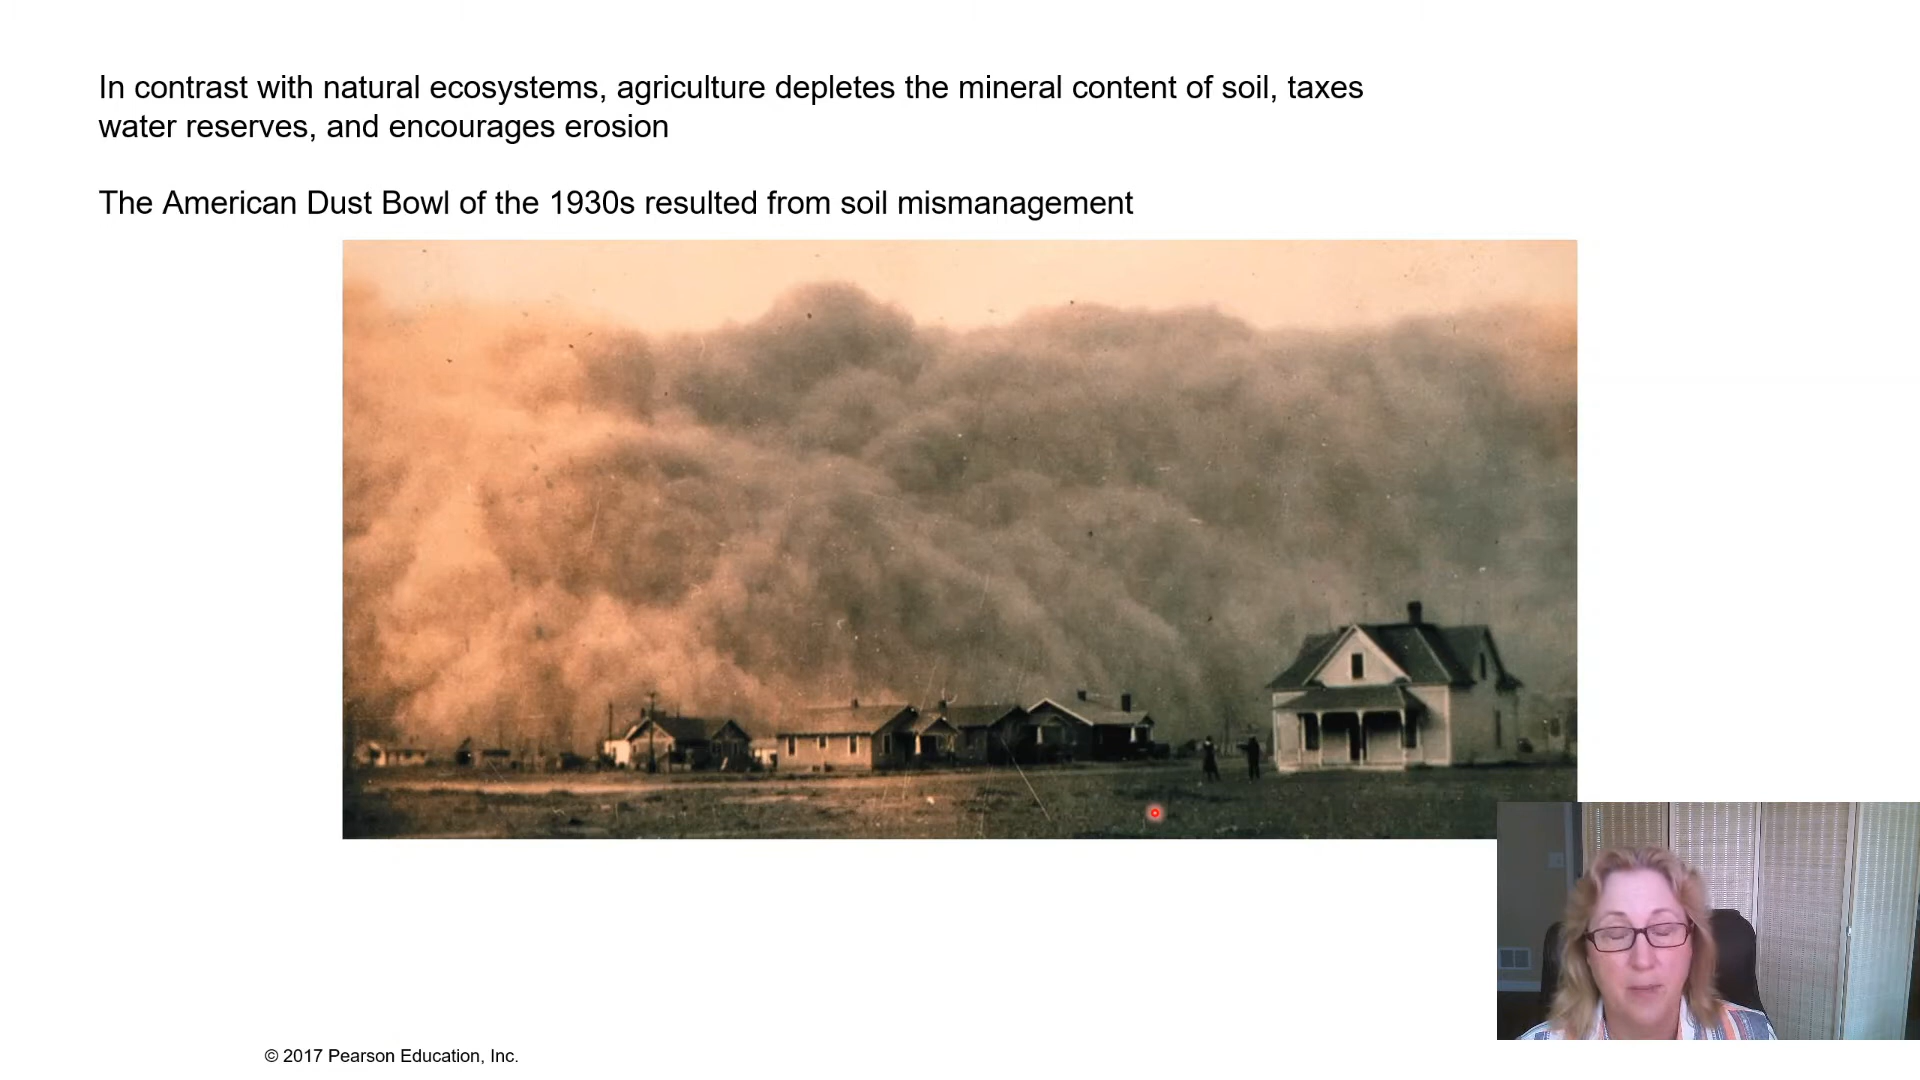 In contrast with natural ecosystems, agriculture depletes the mineral content of soil, taxes
water reserves, and encourages erosion
The American Dust Bowl of the 1930s resulted from soil mismanagement
© 2017 Pearson Education, Inc.